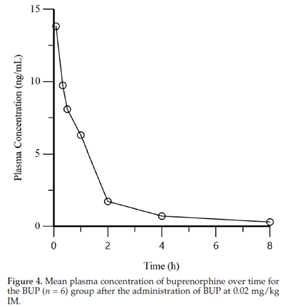 15
10
5
0
Plasma Concentration (ng/mL)
0 2 4 6 8
Time (h)
Figure 4. Mean plasma concentration of buprenorphine over time for
the BUP (n = 6) group after the administration of BUP at 0.02 mg/kg
IM.